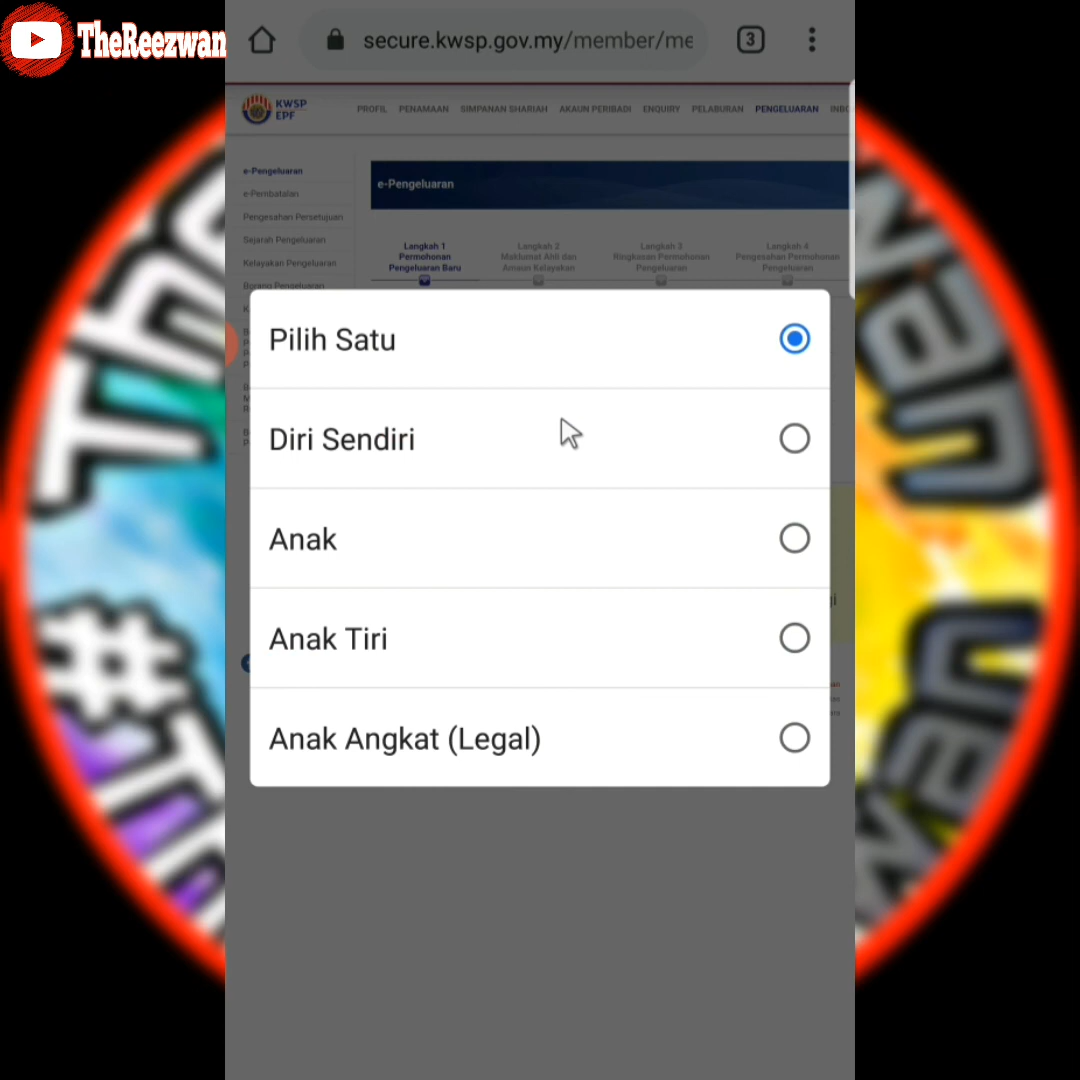 TheReezwan
secure.kwsp.gov.my/member/me
3
KWSP
EPF
PROFIL PENAMAAN SIMPANAN SHARIAH AKAUN PERIBADI ENQUIRY PELABURAN PENGELUARAN INBO
e-Pengeluaran
e-Pembatalan
Pengesahan Persetujuan
Sejarah Pengeluaran
Kelayakan Pengeluaran
Borang Pengeluaran
e-Pengeluaran
Langkah 1
Permohonan
Pengeluaran Baru
Langkah 2
Maklumat Ahli dan
Amaun Kelayakan
Langkah 3
Ringkasan Permohonan
Pengeluaran
Langkah 4
Pengesahan Permohonan
Pengeluaran
Pilih Satu
Diri Sendiri
Anak
Anak Tiri
Anak Angkat (Legal)